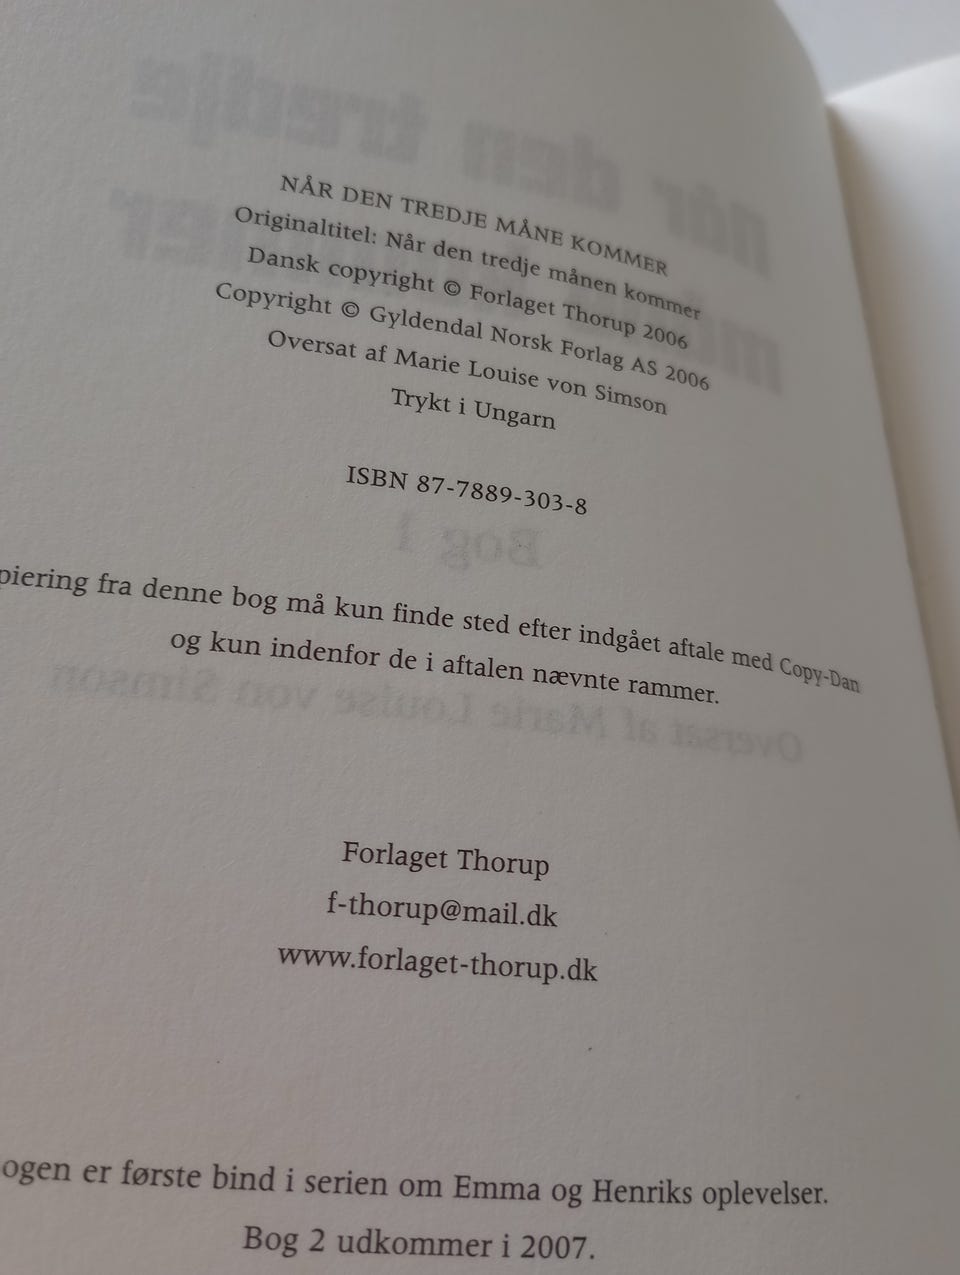 NÅR DEN TREDJE MÅNE KOMMER
Originaltitel: Når den tredje månen kommer
Dansk copyright © Forlaget Thorup 2006
Copyright © Gyldendal Norsk Forlag AS 2006
Oversat af Marie Louise von Simson
Trykt i Ungarn
ISBN 87-7889-303-8
piering fra denne bog må kun finde sted efter indgået aftale med Copy-Dan
og kun indenfor de i aftalen nævnte rammer.
Forlaget Thorup
f-thorup@mail.dk
www.forlaget-thorup.dk
ogen er første bind i serien om Emma og Henriks oplevelser.
Bog 2 udkommer i 2007.